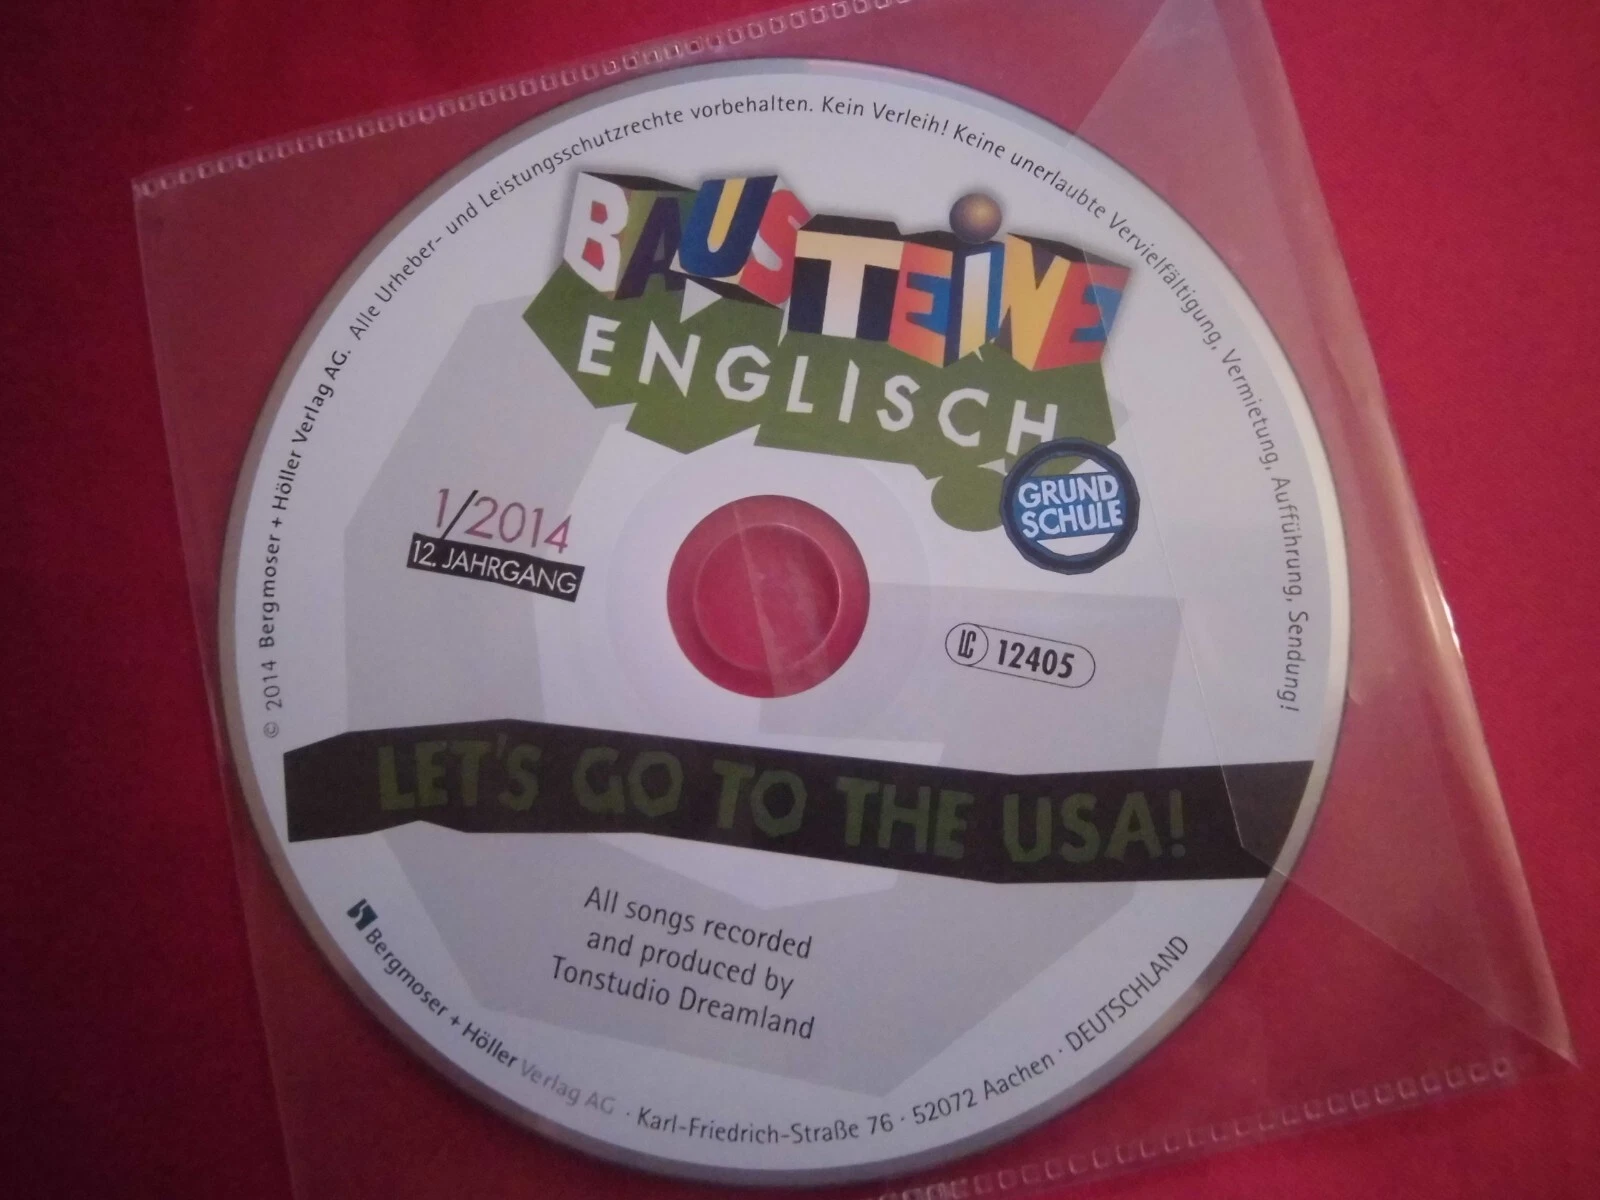 © 2014 Bergmoser + Höller Verlag AG. Alle Urheber- und Leistungsschutzrechte vorbehalten. Kein Verleih! Keine unerlaubte Vervielfältigung, Vermietung, Aufführung, Sendung!
BAUSTEINE
ENGLISCH
GRUND
SCHULE
1/2014
12. JAHRGANG
LC 12405
LET'S GO TO THE USA!
All songs recorded
and produced by
Tonstudio Dreamland
Bergmoser + Höller Verlag AG · Karl-Friedrich-Straße 76 · 52072 Aachen · DEUTSCHLAND